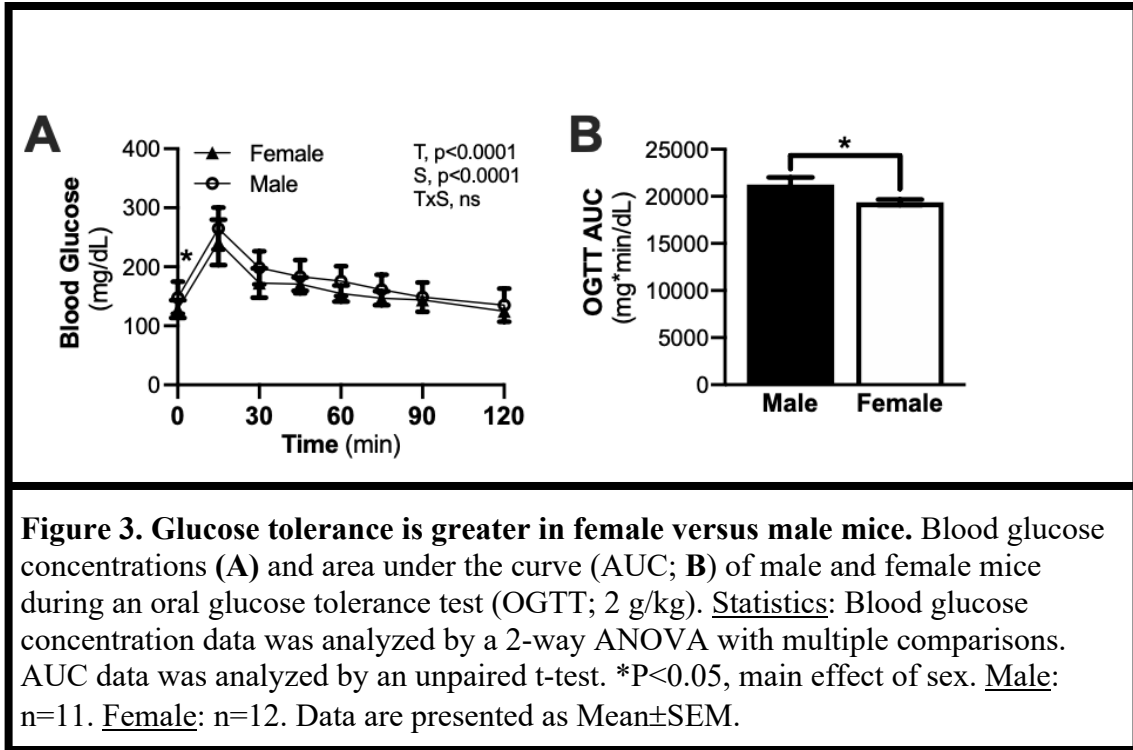 A
B
Blood Glucose
(mg/dL)
400
300
200
100
0
Female
Male
T, p<0.0001
S, p<0.0001
TxS, ns
*
0
30
60
90
120
Time (min)
OGTT AUC
(mg*min/dL)
25000
20000
15000
10000
5000
0
*
Male
Female
Figure 3. Glucose tolerance is greater in female versus male mice. Blood glucose
concentrations (A) and area under the curve (AUC; B) of male and female mice
during an oral glucose tolerance test (OGTT; 2 g/kg). Statistics: Blood glucose
concentration data was analyzed by a 2-way ANOVA with multiple comparisons.
AUC data was analyzed by an unpaired t-test. *P<0.05, main effect of sex. Male:
n=11. Female: n=12. Data are presented as Mean±SEM.